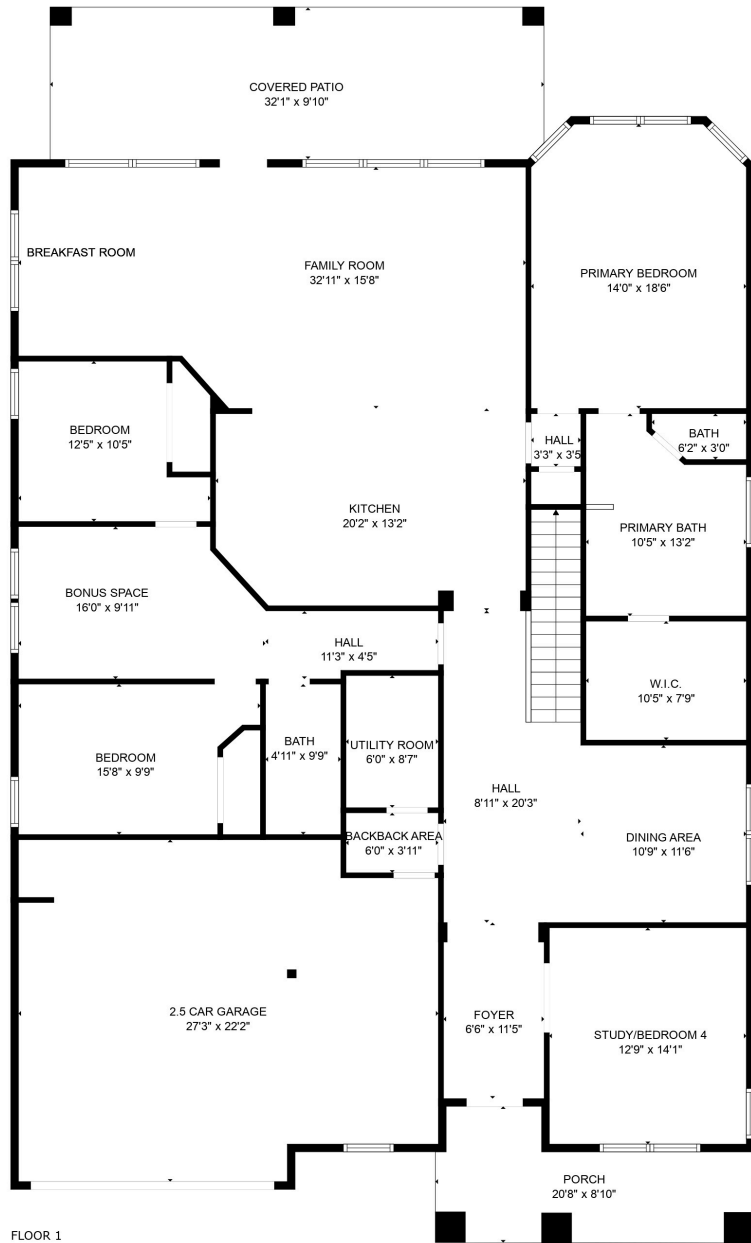 COVERED PATIO
32'1" x 9'10"
BREAKFAST ROOM
FAMILY ROOM
32'11" x 15'8"
PRIMARY BEDROOM
14'0" x 18'6"
BEDROOM
12'5" x 10'5"
HALL
3'3" x 3'5
BATH
6'2" x 3'0"
KITCHEN
20'2" x 13'2"
PRIMARY BATH
10'5" x 13'2"
BONUS SPACE
16'0" x 9'11"
HALL
11'3" x 4'5"
W.I.C.
10'5" x 7'9"
BEDROOM
15'8" x 9'9"
BATH
4'11" x 9'9"
UTILITY ROOM
6'0" x 8'7"
HALL
8'11" x 20'3"
BACKBACK AREA
6'0" x 3'11"
DINING AREA
10'9" x 11'6"
2.5 CAR GARAGE
27'3" x 22'2"
FOYER
6'6" x 11'5"
STUDY/BEDROOM 4
12'9" x 14'1"
PORCH
20'8" x 8'10"
FLOOR 1